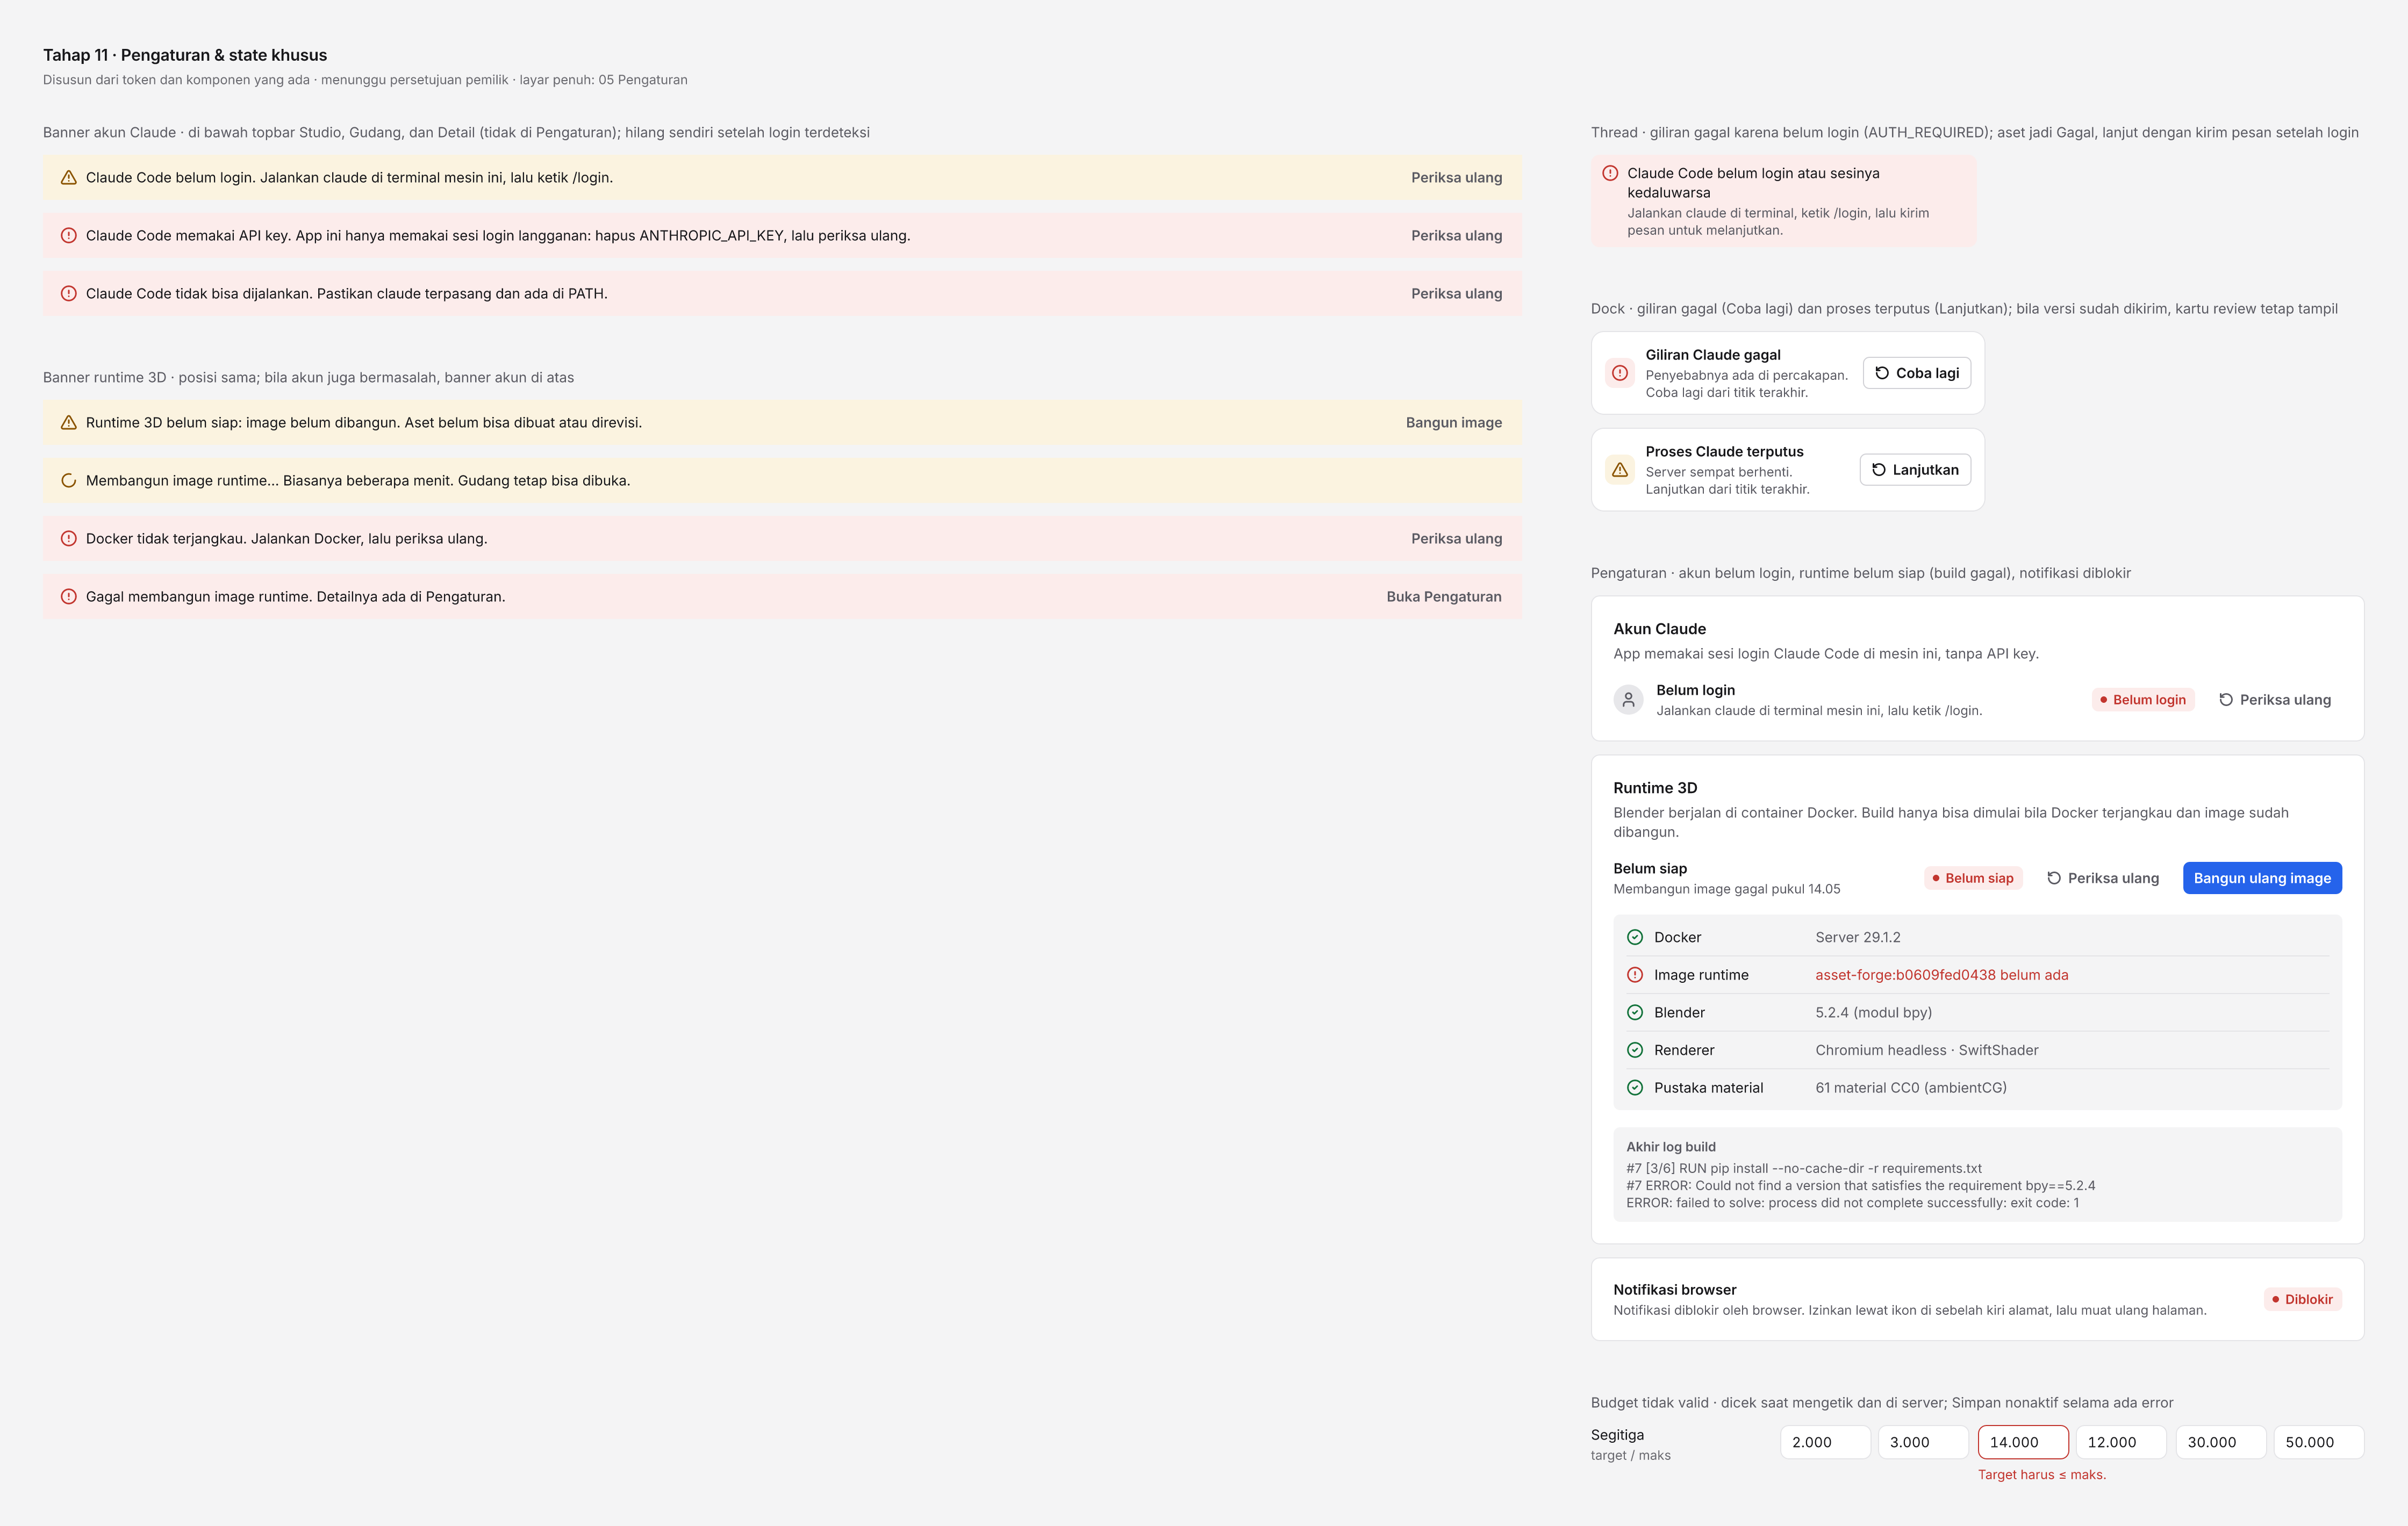 Tahap 11 · Pengaturan & state khusus
Disusun dari token dan komponen yang ada · menunggu persetujuan pemilik · layar penuh: 05 Pengaturan
Banner akun Claude · di bawah topbar Studio, Gudang, dan Detail (tidak di Pengaturan); hilang sendiri setelah login terdeteksi
Claude Code belum login. Jalankan claude di terminal mesin ini, lalu ketik /login.
Periksa ulang
Claude Code memakai API key. App ini hanya memakai sesi login langganan: hapus ANTHROPIC_API_KEY, lalu periksa ulang.
Periksa ulang
Claude Code tidak bisa dijalankan. Pastikan claude terpasang dan ada di PATH.
Periksa ulang
Banner runtime 3D · posisi sama; bila akun juga bermasalah, banner akun di atas
Runtime 3D belum siap: image belum dibangun. Aset belum bisa dibuat atau direvisi.
Bangun image
Membangun image runtime… Biasanya beberapa menit. Gudang tetap bisa dibuka.
Docker tidak terjangkau. Jalankan Docker, lalu periksa ulang.
Periksa ulang
Gagal membangun image runtime. Detailnya ada di Pengaturan.
Buka Pengaturan
Thread · giliran gagal karena belum login (AUTH_REQUIRED); aset jadi Gagal, lanjut dengan kirim pesan setelah login
Claude Code belum login atau sesinya
kedaluwarsa
Jalankan claude di terminal, ketik /login, lalu kirim
pesan untuk melanjutkan.
Dock · giliran gagal (Coba lagi) dan proses terputus (Lanjutkan); bila versi sudah dikirim, kartu review tetap tampil
Giliran Claude gagal
Penyebabnya ada di percakapan.
Coba lagi dari titik terakhir.
Coba lagi
Proses Claude terputus
Server sempat berhenti.
Lanjutkan dari titik terakhir.
Lanjutkan
Pengaturan · akun belum login, runtime belum siap (build gagal), notifikasi diblokir
Akun Claude
App memakai sesi login Claude Code di mesin ini, tanpa API key.
Belum login
Jalankan claude di terminal mesin ini, lalu ketik /login.
Belum login
Periksa ulang
Runtime 3D
Blender berjalan di container Docker. Build hanya bisa dimulai bila Docker terjangkau dan image sudah
dibangun.
Belum siap
Membangun image gagal pukul 14.05
Belum siap
Periksa ulang
Bangun ulang image
Docker Server 29.1.2
Image runtime asset-forge:b0609fed0438 belum ada
Blender 5.2.4 (modul bpy)
Renderer Chromium headless · SwiftShader
Pustaka material 61 material CC0 (ambientCG)
Akhir log build
#7 [3/6] RUN pip install --no-cache-dir -r requirements.txt
#7 ERROR: Could not find a version that satisfies the requirement bpy==5.2.4
ERROR: failed to solve: process did not complete successfully: exit code: 1
Notifikasi browser
Notifikasi diblokir oleh browser. Izinkan lewat ikon di sebelah kiri alamat, lalu muat ulang halaman.
Diblokir
Budget tidak valid · dicek saat mengetik dan di server; Simpan nonaktif selama ada error
Segitiga
target / maks
2.000 3.000 14.000 12.000 30.000 50.000
Target harus ≤ maks.